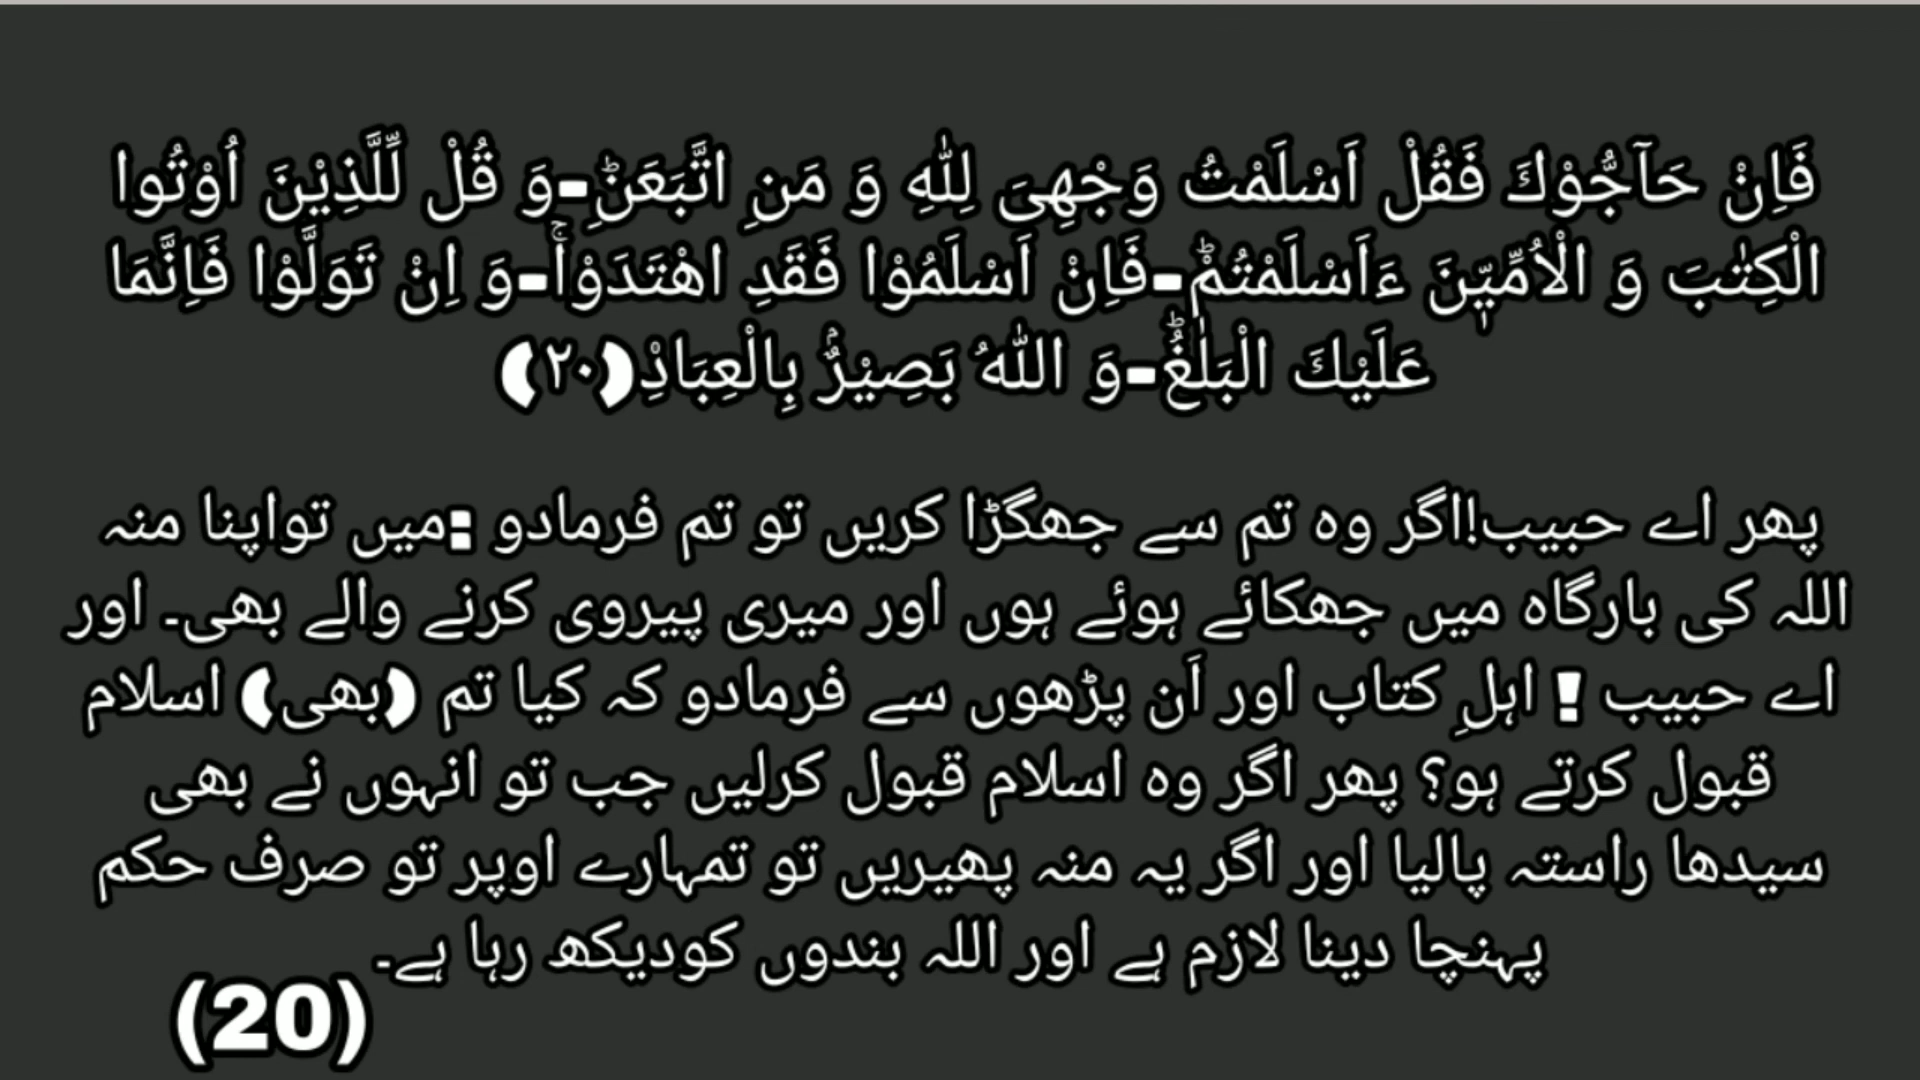 فَاِنْ حَآجُّوْكَ فَقُلْ اَسْلَمْتُ وَجْهِیَ لِلّٰهِ وَ مَنِ اتَّبَعَنِؕ-وَ قُلْ لِّلَّذِیْنَ اُوْتُوا
الْكِتٰبَ وَ الْاُمِّیّٖنَ ءَاَسْلَمْتُمْؕ-فَاِنْ اَسْلَمُوْا فَقَدِ اهْتَدَوْاۚ-وَ اِنْ تَوَلَّوْا فَاِنَّمَا
عَلَیْكَ الْبَلٰغُؕ-وَ اللّٰهُ بَصِیْرٌۢ بِالْعِبَادِ۠(۲۰)
پھر اے حبیب!اگر وہ تم سے جھگڑا کریں تو تم فرمادو :میں تواپنا منہ
اللہ کی بارگاہ میں جھکائے ہوئے ہوں اور میری پیروی کرنے والے بھی۔ اور
اے حبیب ! اہلِ کتاب اور اَن پڑھوں سے فرمادو کہ کیا تم (بھی) اسلام
قبول کرتے ہو؟ پھر اگر وہ اسلام قبول کرلیں جب تو انہوں نے بھی
سیدھا راستہ پالیا اور اگر یہ منہ پھیریں تو تمہارے اوپر تو صرف حکم
پہنچا دینا لازم ہے اور اللہ بندوں کودیکھ رہا ہے۔
(20)